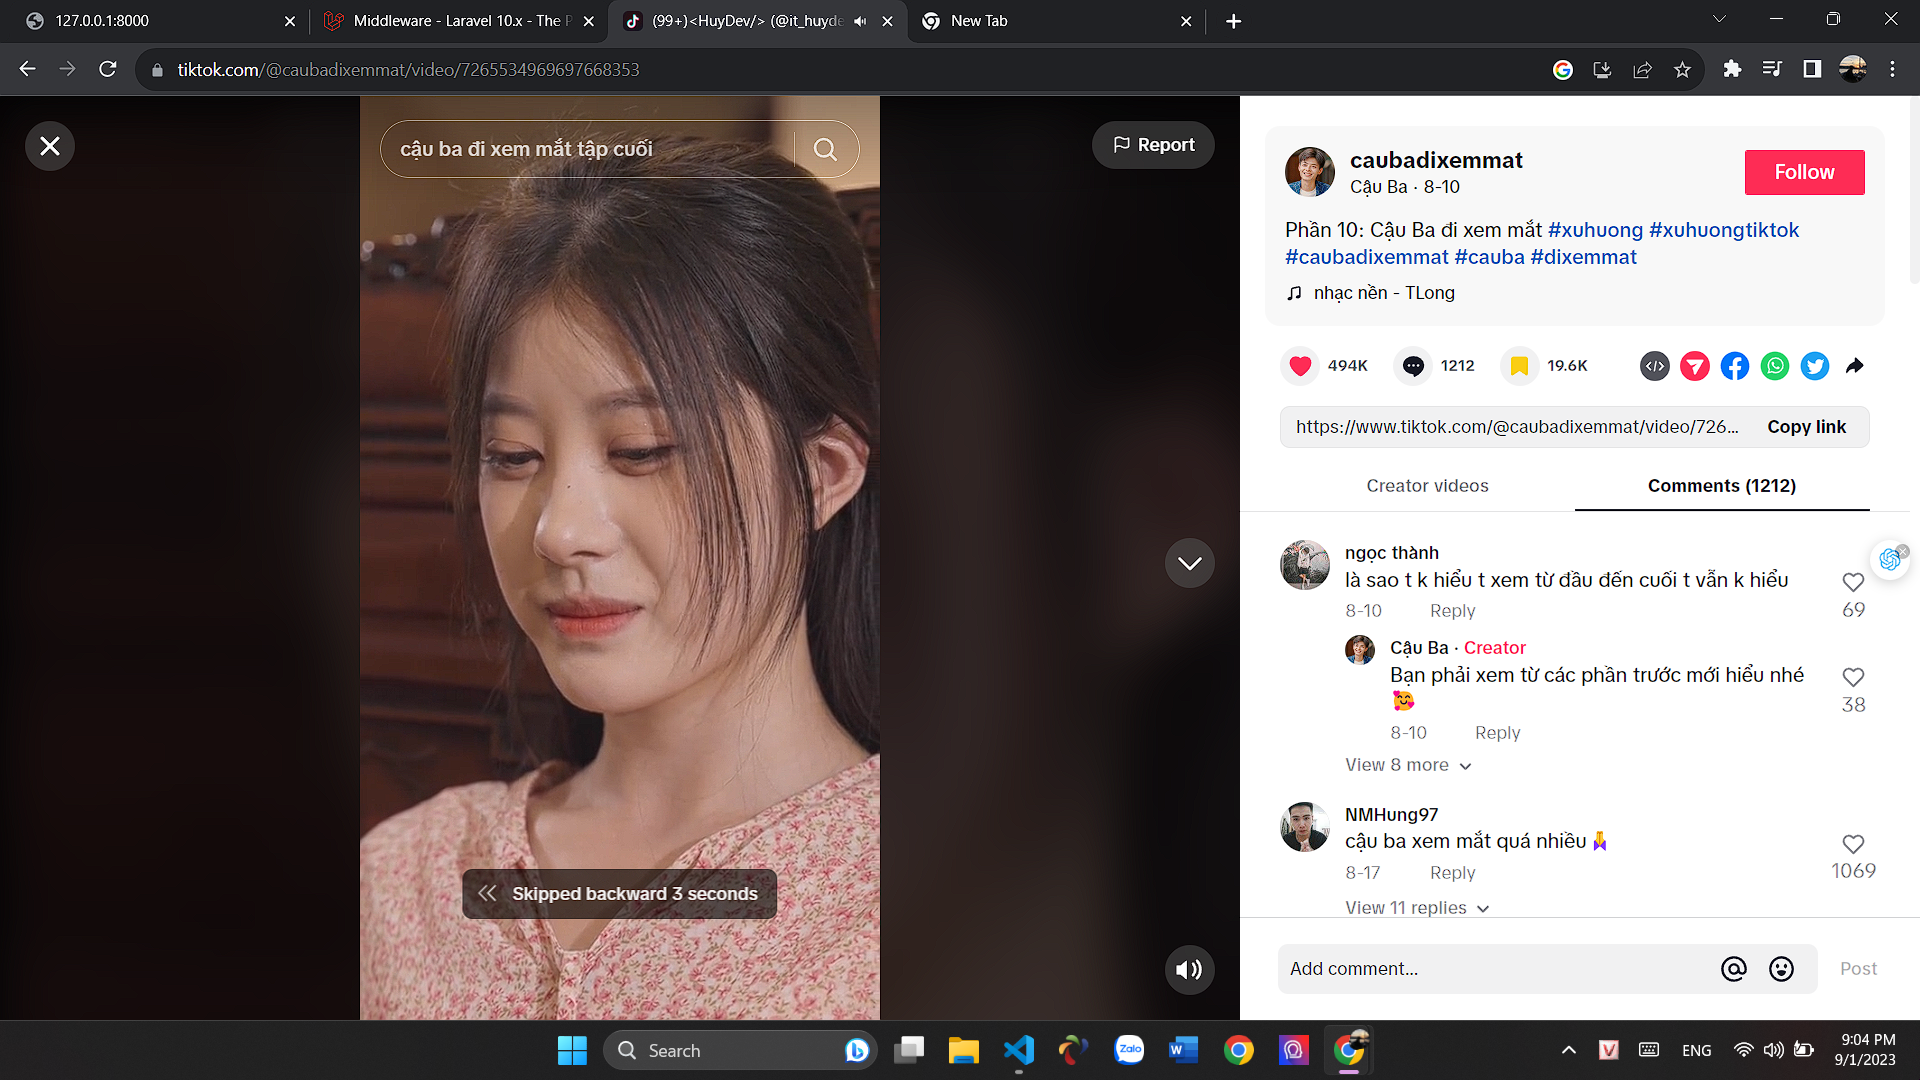 127.0.0.1:8000
Middleware - Laravel 10.x - The P
(99+)<HuyDev/> (@it_huyde
New Tab
tiktok.com/@caubadixemmat/video/7265534969697668353
cậu ba đi xem mắt tập cuối
Report
Skipped backward 3 seconds
caubadixemmat
Cậu Ba · 8-10
Follow
Phần 10: Cậu Ba đi xem mắt #xuhuong #xuhuongtiktok
#caubadixemmat #cauba #dixemmat
nhạc nền - TLong
494K
1212
19.6K
https://www.tiktok.com/@caubadixemmat/video/726...
Copy link
Creator videos
Comments (1212)
ngọc thành
là sao t k hiểu t xem từ đầu đến cuối t vẫn k hiểu
8-10
Reply
69
Cậu Ba · Creator
Bạn phải xem từ các phần trước mới hiểu nhé
🥰
8-10
Reply
38
View 8 more
NMHung97
cậu ba xem mắt quá nhiều🙏
8-17
Reply
1069
View 11 replies
Add comment...
Post
Search
Zalo
ENG
9:04 PM
9/1/2023